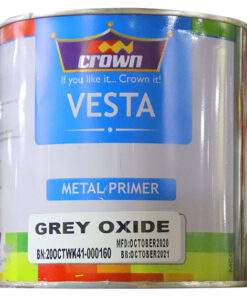 crown
If you like it... Crown it!
VESTA
METAL PRIMER
GREY OXIDE
MFD:OCTOBER2020
BN:20OCTWK41-000160
BB:OCTOBER2021